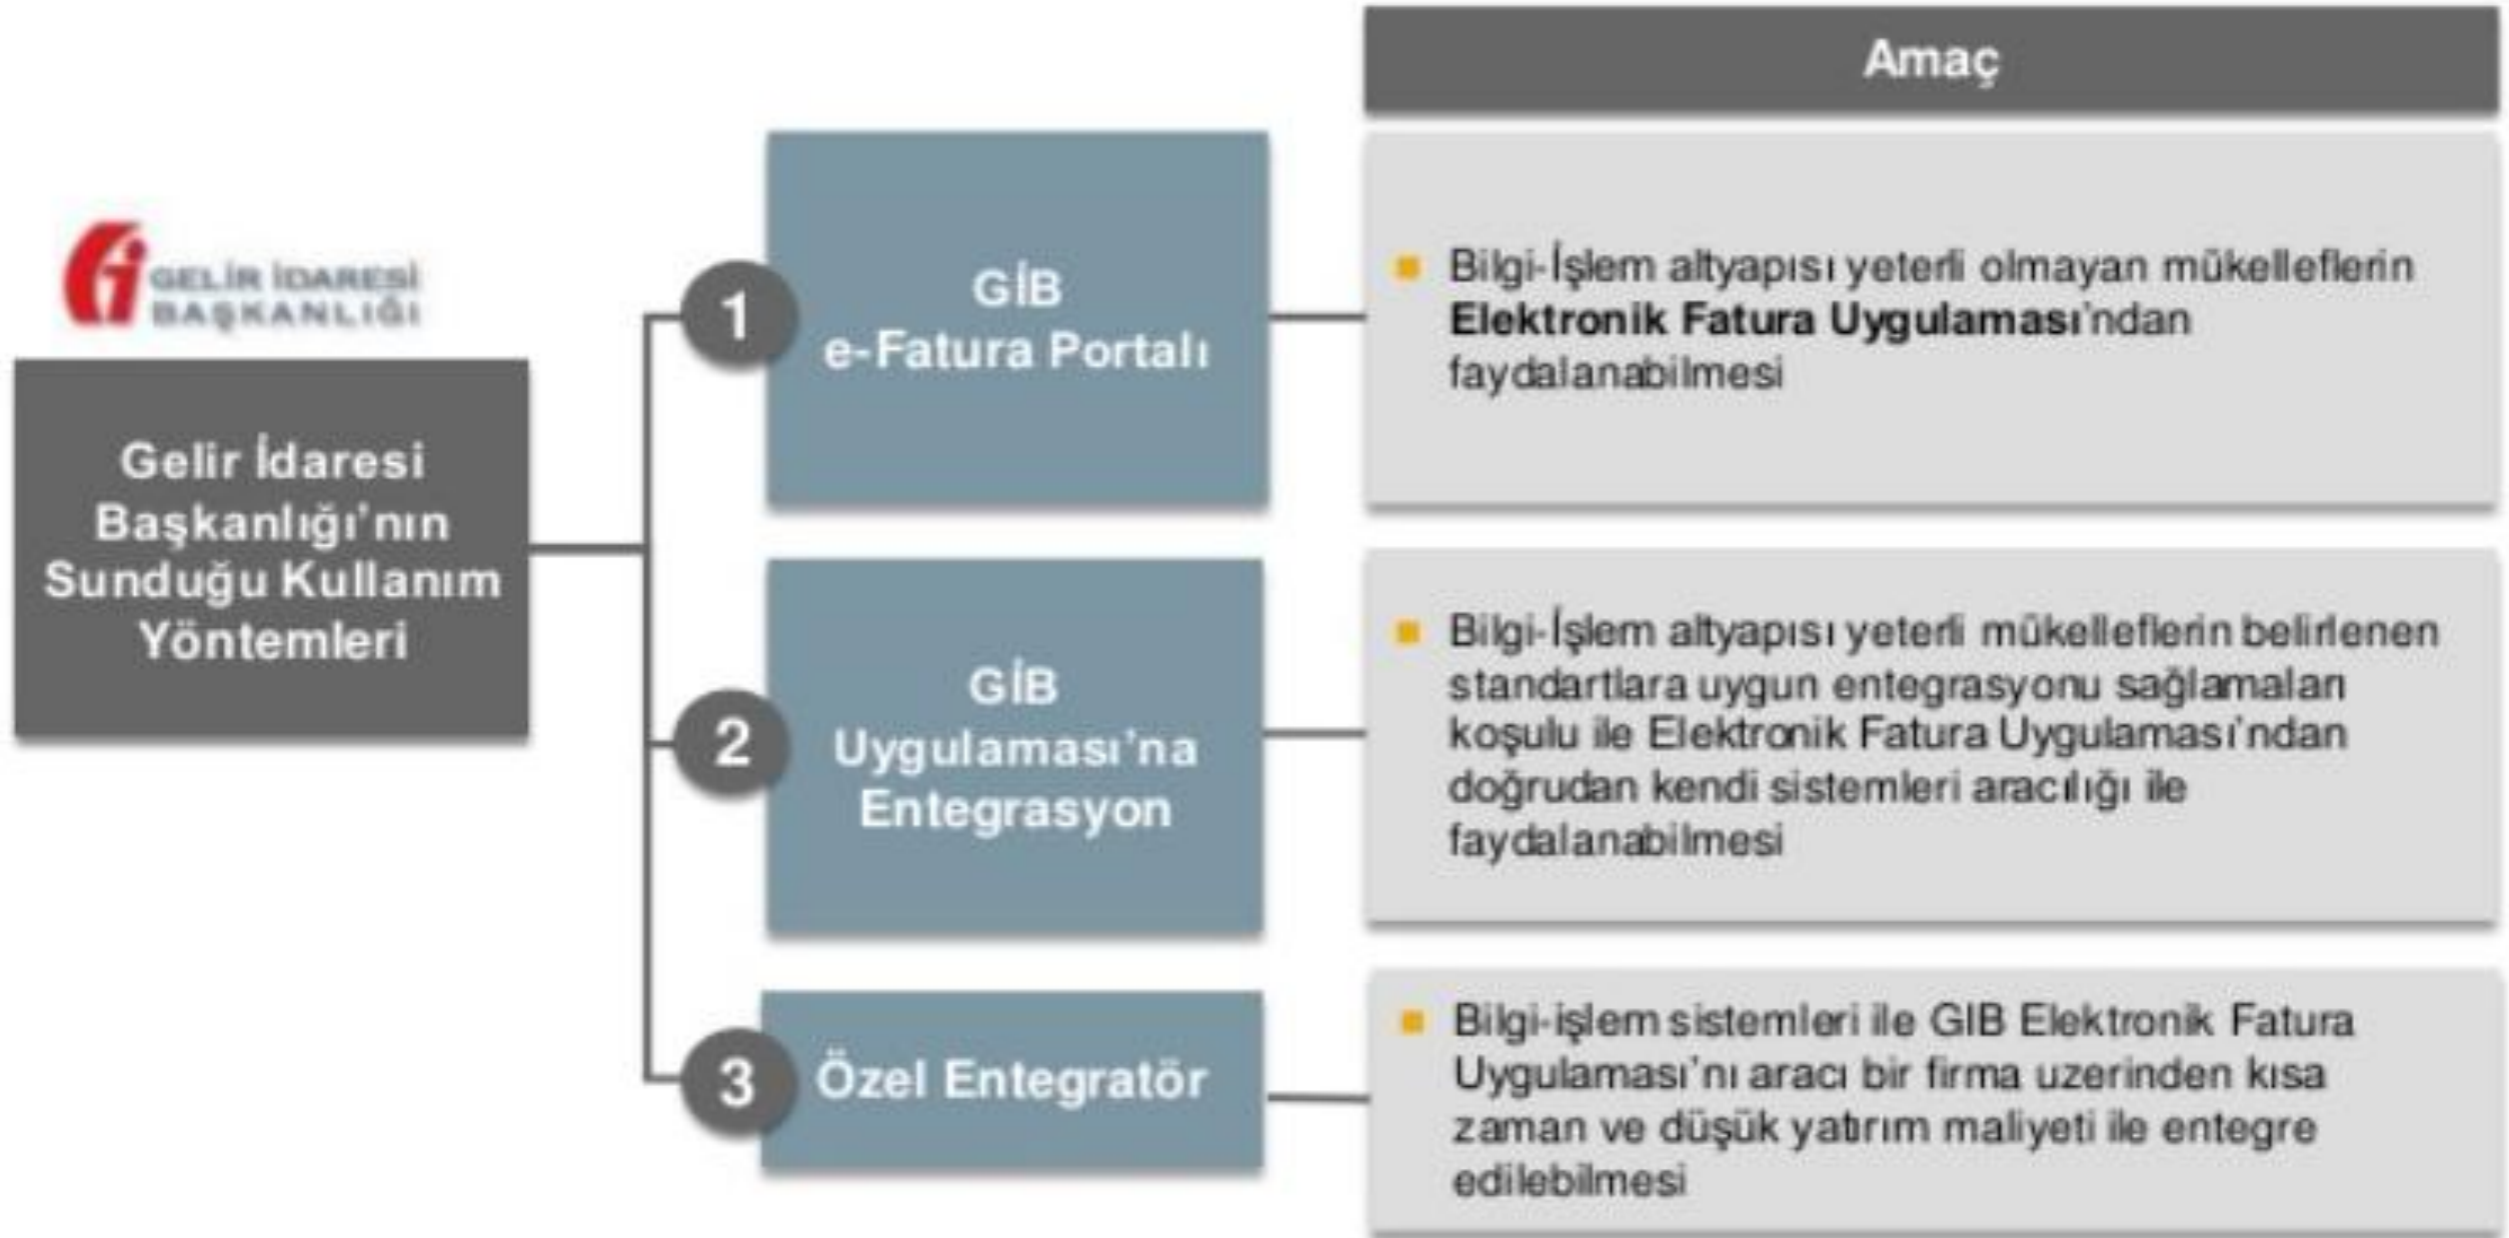 Amaç
GELİR İDARESİ
BAŞKANLIĞI
Gelir İdaresi
Başkanlığı'nın
Sunduğu Kullanım
Yöntemleri
1
GİB
e-Fatura Portalı
Bilgi-İşlem altyapısı yeterli olmayan mükelleflerin
Elektronik Fatura Uygulaması'ndan
faydalanabilmesi
2
GİB
Uygulaması'na
Entegrasyon
Bilgi-İşlem altyapısı yeterli mükelleflerin belirlenen
standartlara uygun entegrasyonu sağlamaları
koşulu ile Elektronik Fatura Uygulaması'ndan
doğrudan kendi sistemleri aracılığı ile
faydalanabilmesi
3
Özel Entegratör
Bilgi-işlem sistemleri ile GIB Elektronik Fatura
Uygulaması'nı aracı bir firma uzerinden kısa
zaman ve düşük yatırım maliyeti ile entegre
edilebilmesi